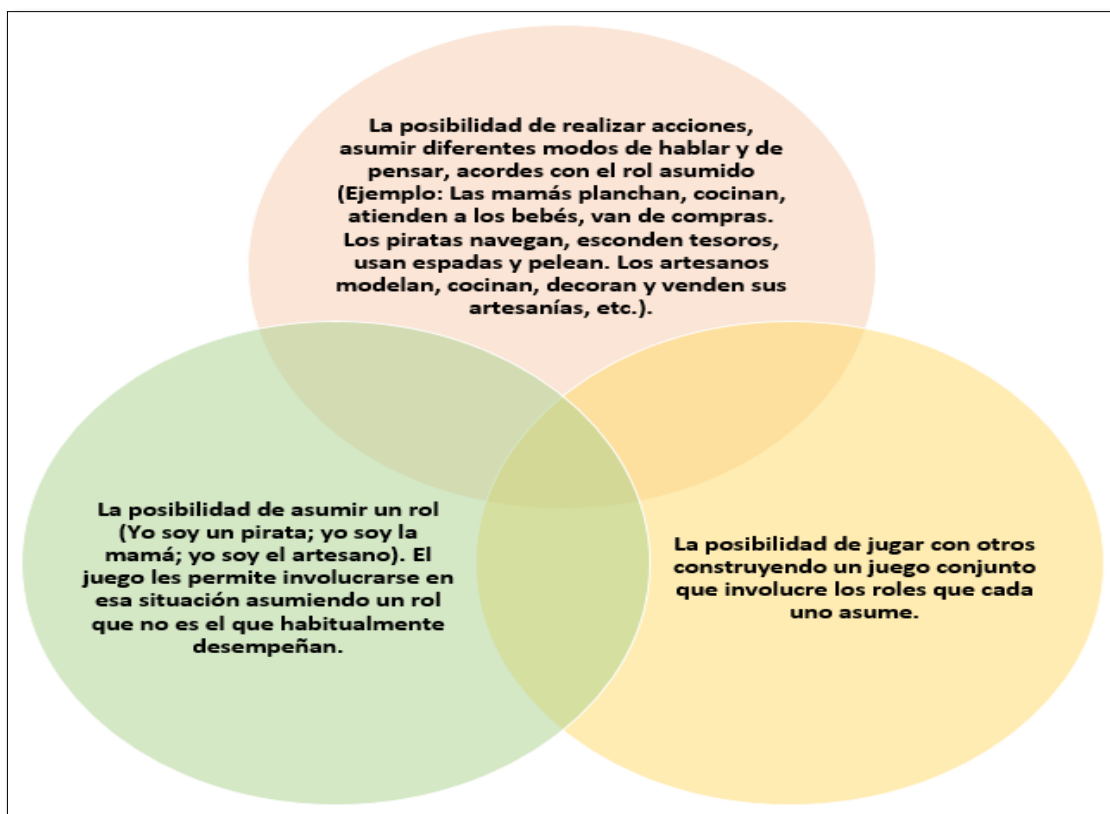 La posibilidad de realizar acciones,
asumir diferentes modos de hablar y de
pensar, acordes con el rol asumido
(Ejemplo: Las mamás planchan, cocinan,
atienden a los bebés, van de compras.
Los piratas navegan, esconden tesoros,
usan espadas y pelean. Los artesanos
modelan, cocinan, decoran y venden sus
artesanías, etc.).
La posibilidad de asumir un rol
(Yo soy un pirata; yo soy la
mamá; yo soy el artesano). El
juego les permite involucrarse en
esa situación asumiendo un rol
que no es el que habitualmente
desempeñan.
La posibilidad de jugar con otros
construyendo un juego conjunto
que involucre los roles que cada
uno asume.